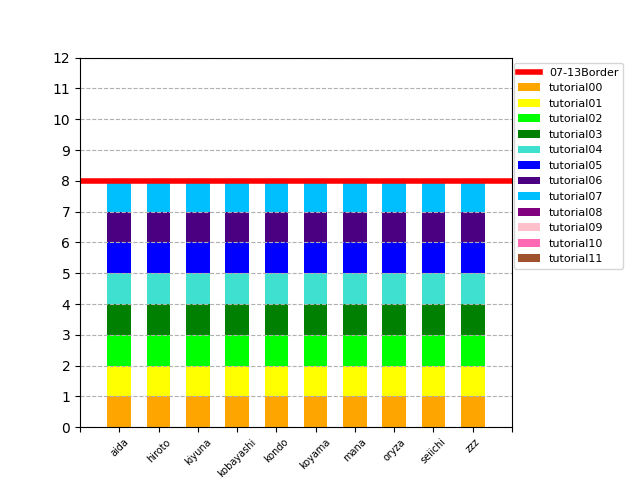 12
11
10
9
8
7
6
5
4
3
2
1
0
aida
hiroto
kiyuna
kobayashi
kondo
koyama
mana
oryza
seiichi
zzz
07-13Border
tutorial00
tutorial01
tutorial02
tutorial03
tutorial04
tutorial05
tutorial06
tutorial07
tutorial08
tutorial09
tutorial10
tutorial11